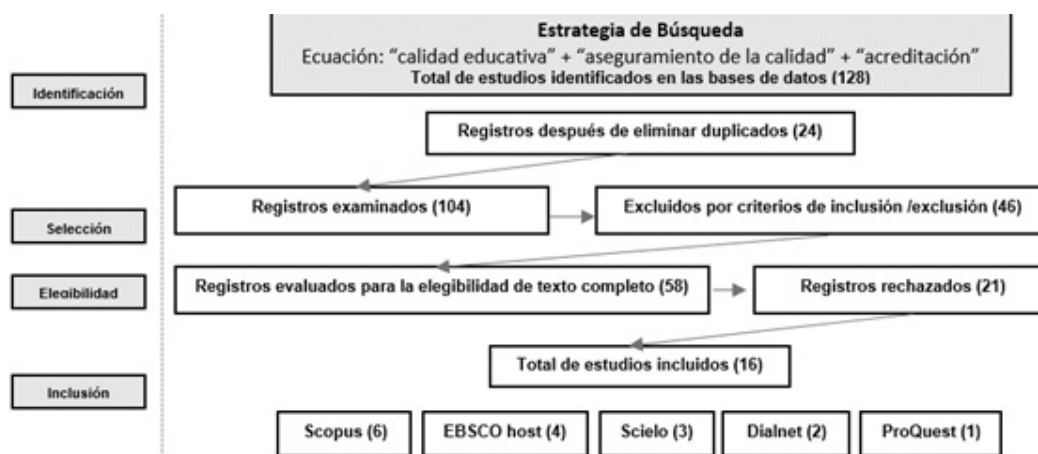 Estrategia de Búsqueda
Ecuación: “calidad educativa” + “aseguramiento de la calidad” + “acreditación”
Total de estudios identificados en las bases de datos (128)
Identificación
Registros después de eliminar duplicados (24)
Registros examinados (104)
Excluidos por criterios de inclusión /exclusión (46)
Selección
Registros evaluados para la elegibilidad de texto completo (58)
Registros rechazados (21)
Elegibilidad
Total de estudios incluidos (16)
Inclusión
Scopus (6)
EBSCO host (4)
Scielo (3)
Dialnet (2)
ProQuest (1)